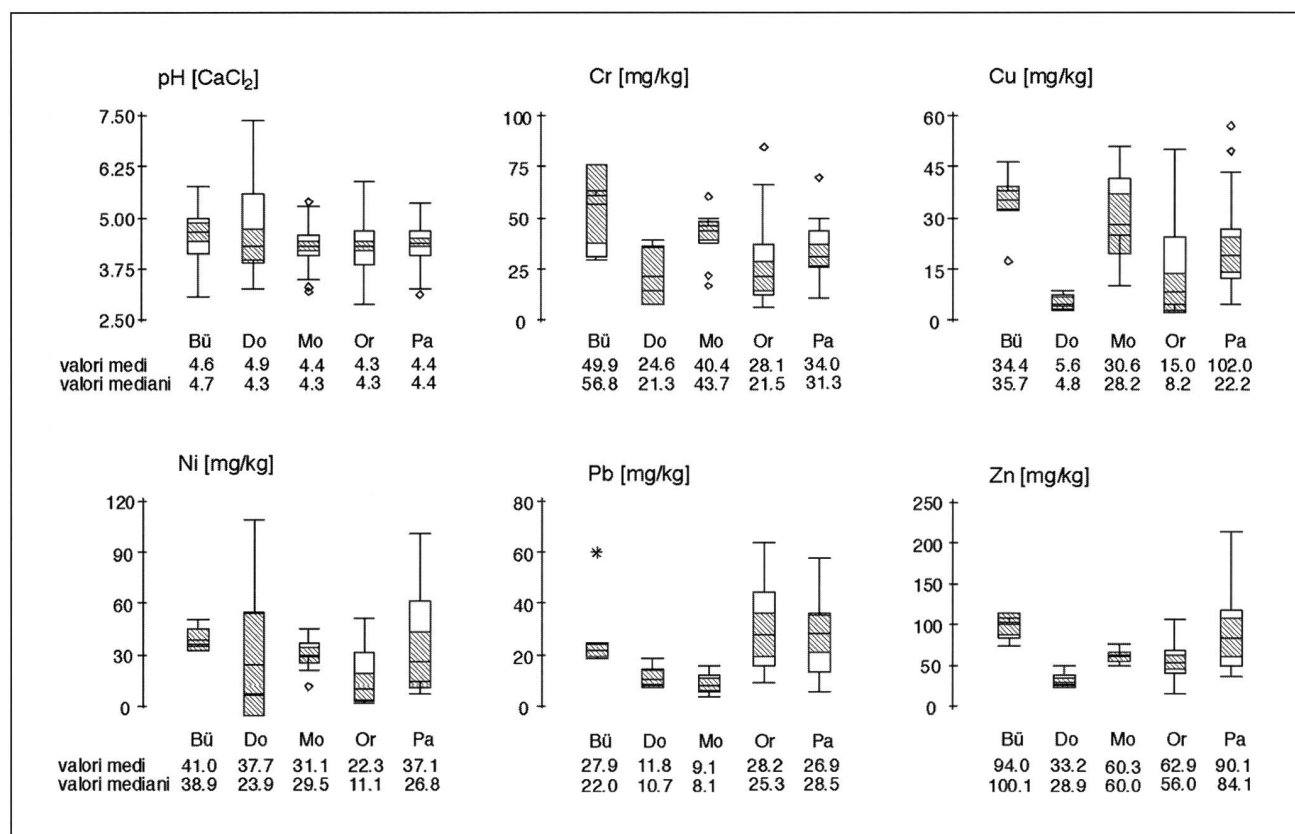 pH [CaCl2]
7.50
6.25
5.00
3.75
2.50
Bü Do Mo Or Pa
valori medi 4.6 4.9 4.4 4.3 4.4
valori mediani 4.7 4.3 4.3 4.3 4.4
Cr [mg/kg]
100
75
50
25
0
Bü Do Mo Or Pa
49.9 24.6 40.4 28.1 34.0
56.8 21.3 43.7 21.5 31.3
Cu [mg/kg]
60
45
30
15
0
Bü Do Mo Or Pa
34.4 5.6 30.6 15.0 102.0
35.7 4.8 28.2 8.2 22.2
Ni [mg/kg]
120
90
60
30
0
Bü Do Mo Or Pa
valori medi 41.0 37.7 31.1 22.3 37.1
valori mediani 38.9 23.9 29.5 11.1 26.8
Pb [mg/kg]
80
60
40
20
0
Bü Do Mo Or Pa
27.9 11.8 9.1 28.2 26.9
22.0 10.7 8.1 25.3 28.5
Zn [mg/kg]
250
200
150
100
50
0
Bü Do Mo Or Pa
94.0 33.2 60.3 62.9 90.1
100.1 28.9 60.0 56.0 84.1